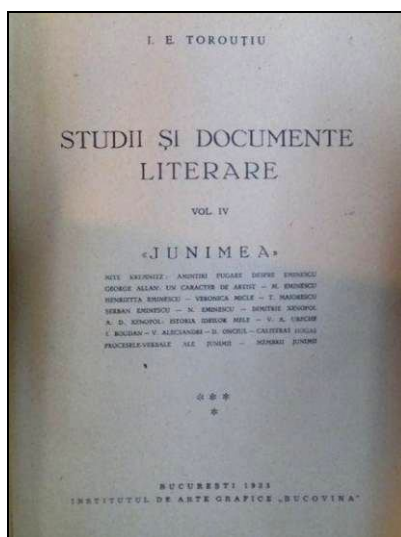 I. E. TOROUȚIU
STUDII ȘI DOCUMENTE
LITERARE
VOL. IV
«JUNIMEA»
MITE KREMNITZ: AMINTIRI FUGARE DESPRE EMINESCU
GEORGE ALLAN: UN CARACTER DE ARTIST – M. EMINESCU
HENRIETTA EMINESCU – VERONICA MICLE – T. MAIORESCU
ȘERBAN EMINESCU – N. EMINESCU – DIMITRIE XENOPOL
A. D. XENOPOL: ISTORIA IDEILOR MELE – V. A. URECHE
I. BOGDAN – V. ALECSANDRI – D. ONCIUL – CALISTRAT HOGAȘ
PROCESELE-VERBALE ALE JUNIMII – MEMBRII JUNIMII
* * *
*
BUCUREȘTI 1933
INSTITUTUL DE ARTE GRAFICE „BUCOVINA"